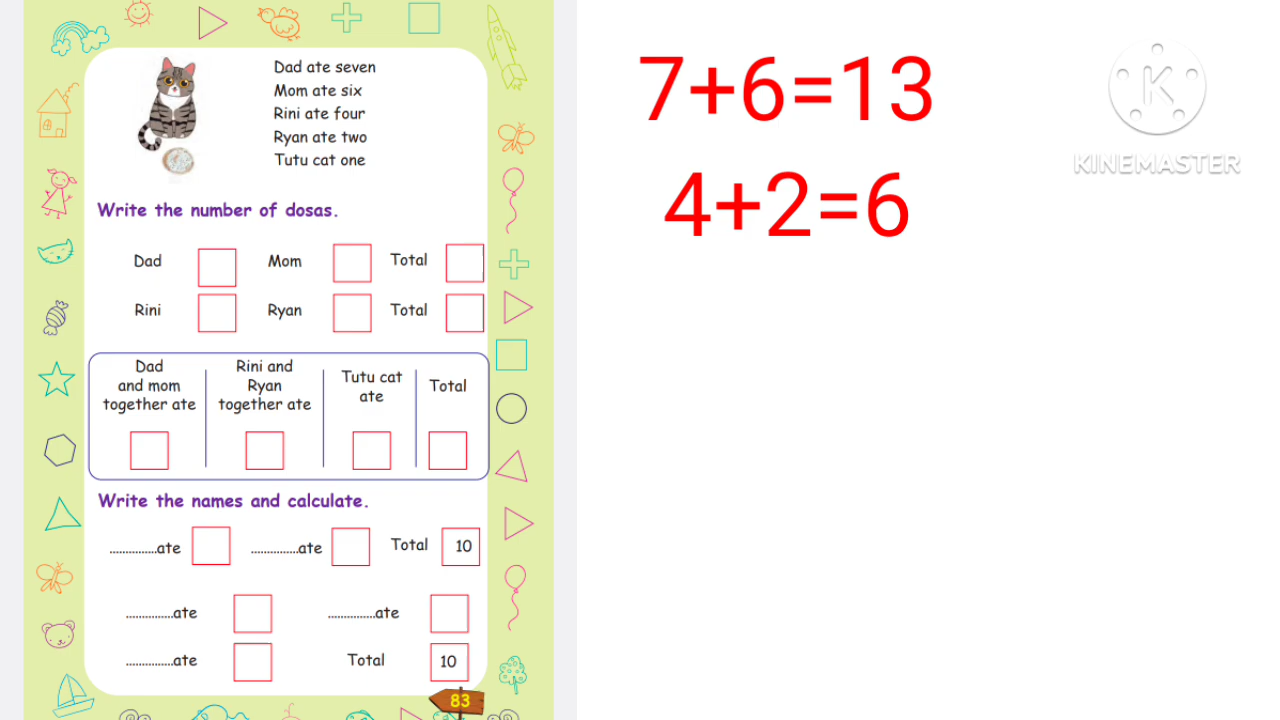 Dad ate seven
Mom ate six
Rini ate four
Ryan ate two
Tutu cat one
Write the number of dosas.
Dad Mom Total
Rini Ryan Total
Dad
and mom
together ate
Rini and
Ryan
together ate
Tutu cat
ate
Total
Write the names and calculate.
...............ate ...............ate Total 10
...............ate ...............ate
...............ate Total 10
83
7+6=13
4+2=6
K
KINEMASTER